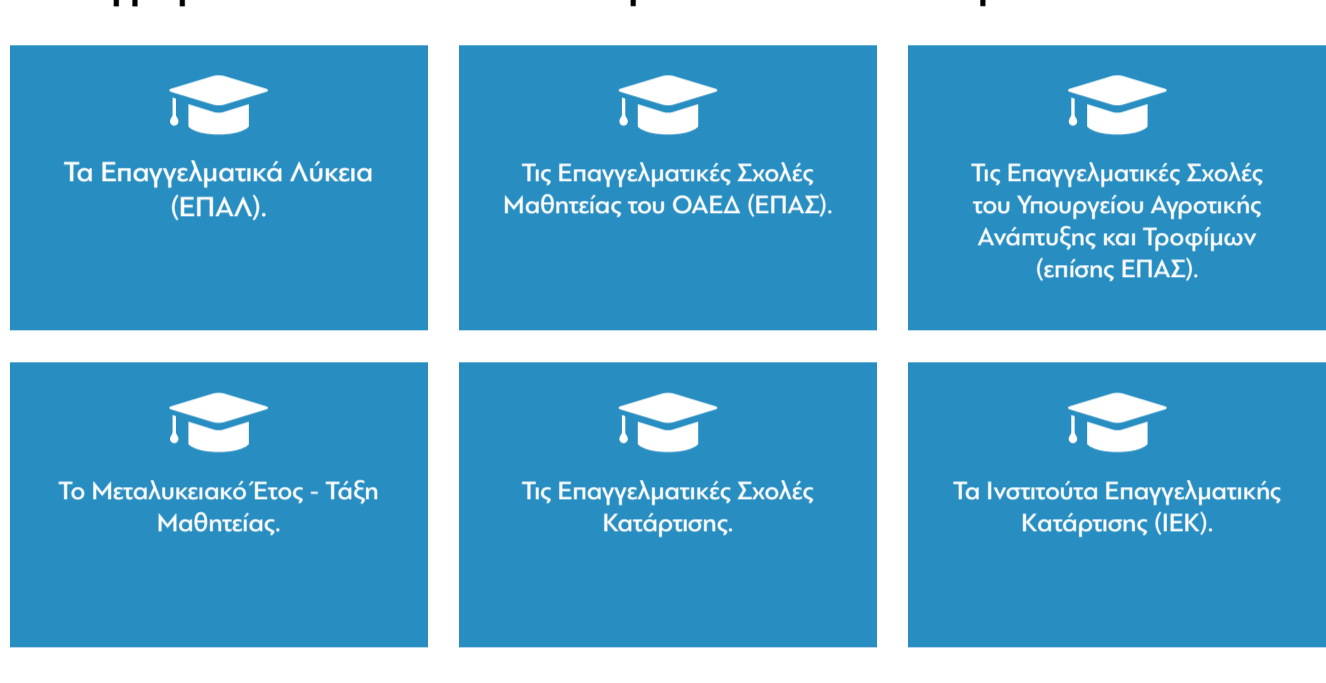 Τα Επαγγελματικά Λύκεια
(ΕΠΑΛ).
Τις Επαγγελματικές Σχολές
Μαθητείας του ΟΑΕΔ (ΕΠΑΣ).
Τις Επαγγελματικές Σχολές
του Υπουργείου Αγροτικής
Ανάπτυξης και Τροφίμων
(επίσης ΕΠΑΣ).
Το Μεταλυκειακό Έτος - Τάξη
Μαθητείας.
Τις Επαγγελματικές Σχολές
Κατάρτισης.
Τα Ινστιτούτα Επαγγελματικής
Κατάρτισης (ΙΕΚ).